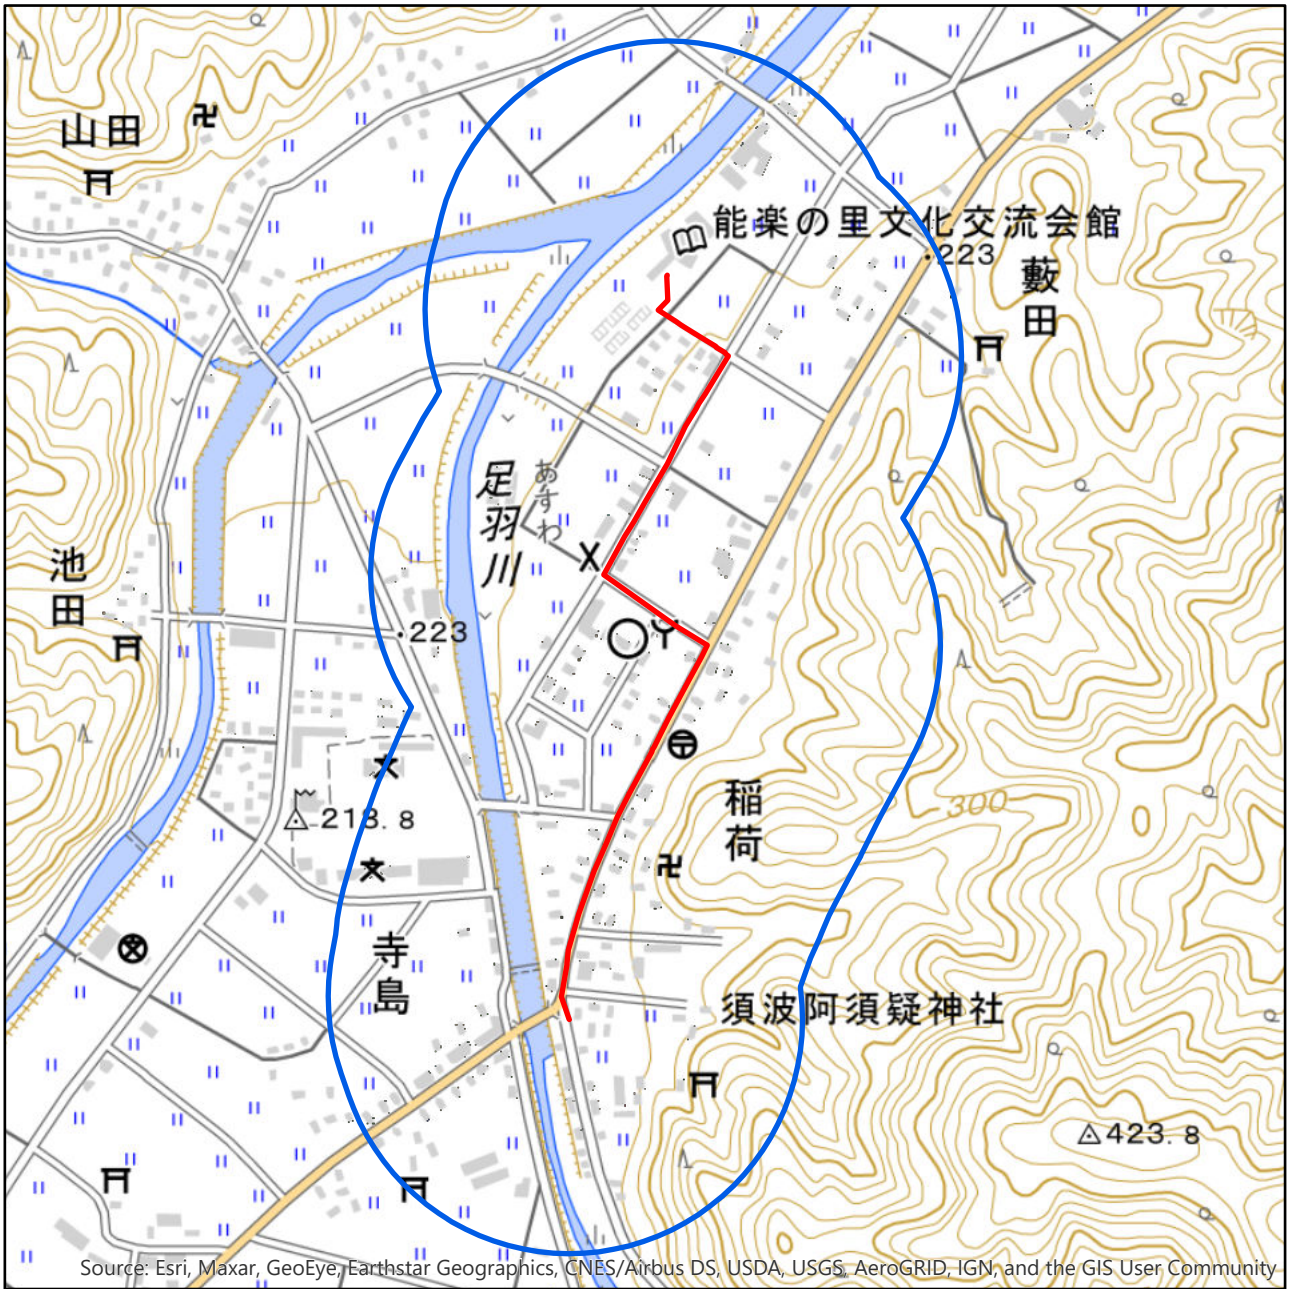 山田
能楽の里文化交流会館
223
藪田
足羽川
あすわ
池田
223
218.8
稲荷
300
寺島
須波阿須疑神社
423.8
Source: Esri, Maxar, GeoEye, Earthstar Geographics, CNES/Airbus DS, USDA, USGS, AeroGRID, IGN, and the GIS User Community